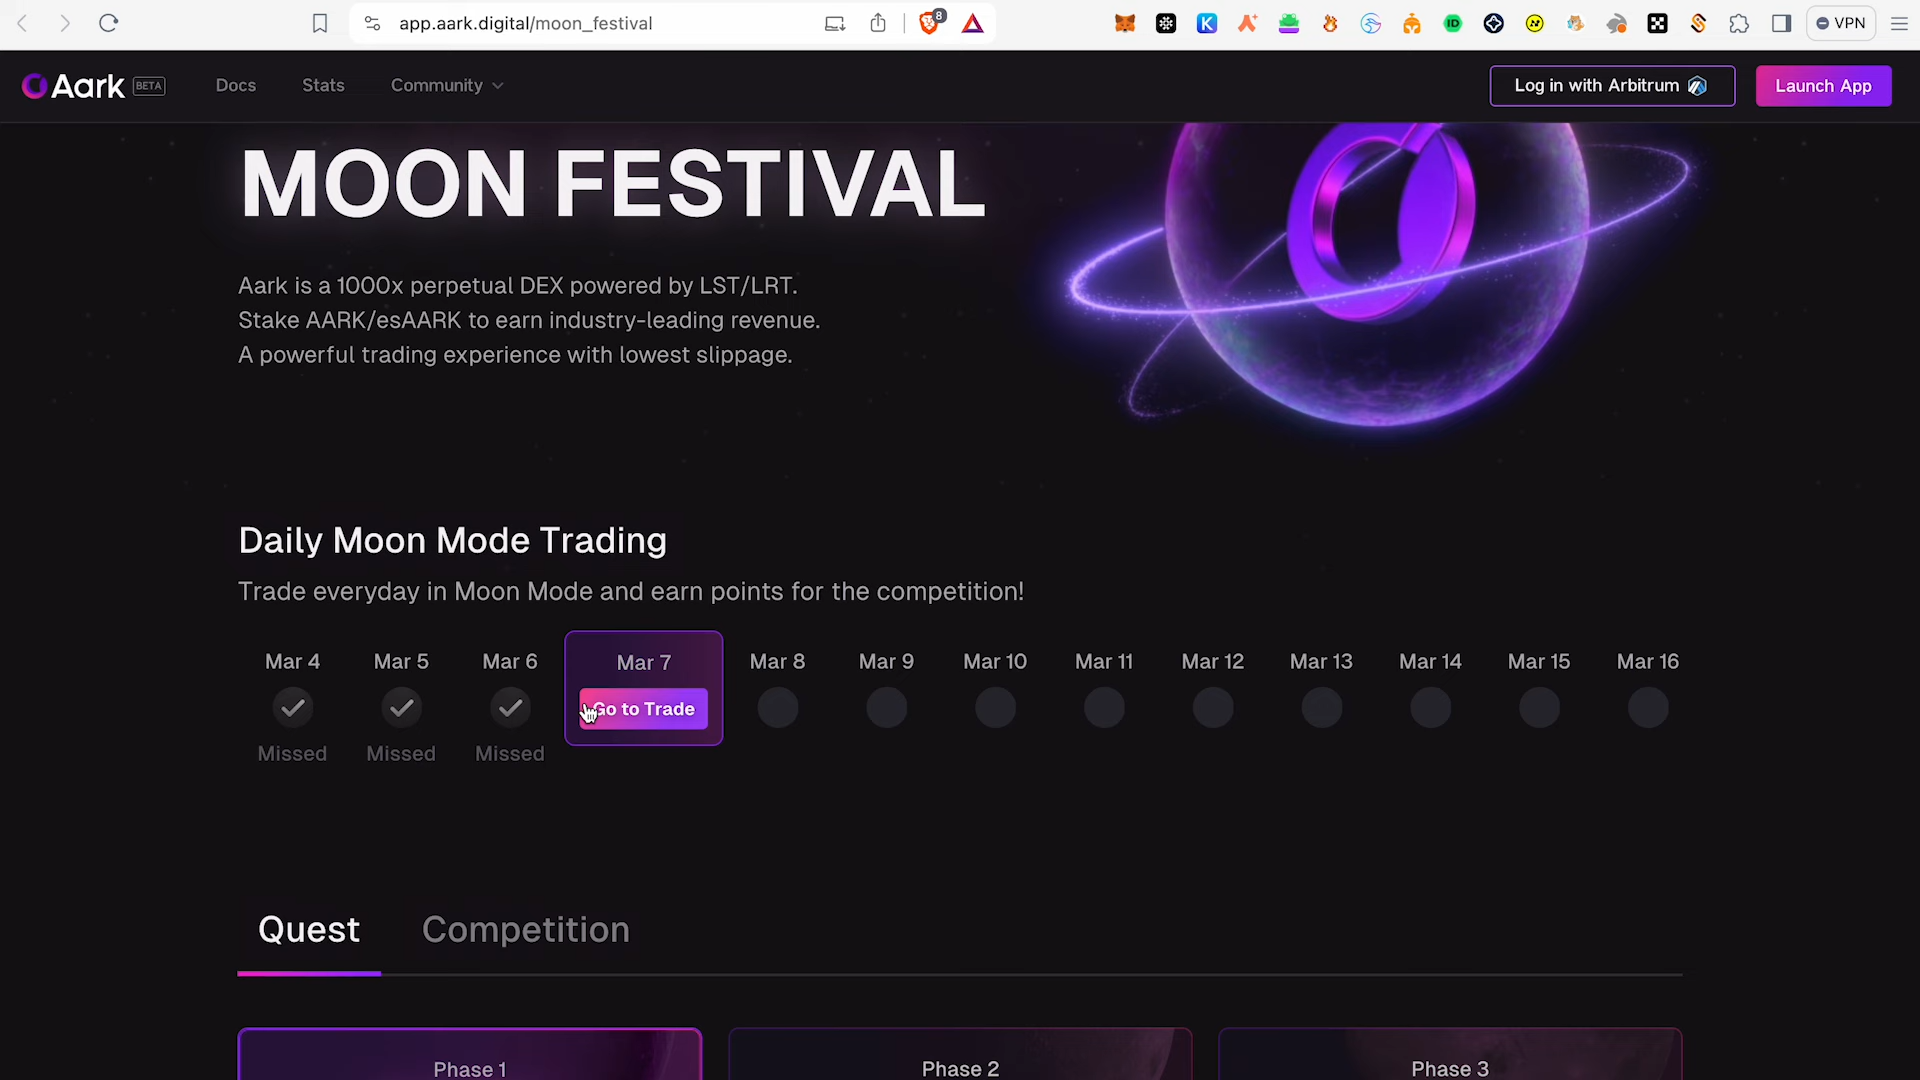 app.aark.digital/moon_festival
8
VPN
Aark BETA
Docs
Stats
Community
Log in with Arbitrum
Launch App
MOON FESTIVAL
Aark is a 1000x perpetual DEX powered by LST/LRT.
Stake AARK/esAARK to earn industry-leading revenue.
A powerful trading experience with lowest slippage.
Daily Moon Mode Trading
Trade everyday in Moon Mode and earn points for the competition!
Mar 4 Mar 5 Mar 6 Mar 7 Mar 8 Mar 9 Mar 10 Mar 11 Mar 12 Mar 13 Mar 14 Mar 15 Mar 16
Go to Trade
Missed Missed Missed
Quest Competition
Phase 1 Phase 2 Phase 3